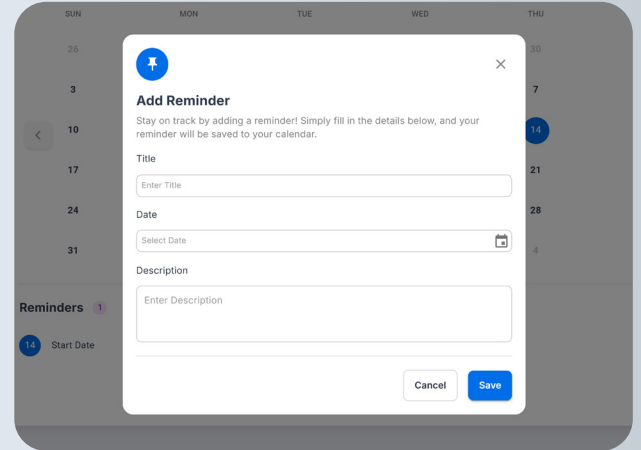 SUN MON TUE WED THU
26 30
Add Reminder
3 7
Stay on track by adding a reminder! Simply fill in the details below, and your
reminder will be saved to your calendar.
10 14
Title
17 21
Enter Title
24 28
Date
Select Date
31 4
Description
Enter Description
Reminders 1
14 Start Date
Cancel Save